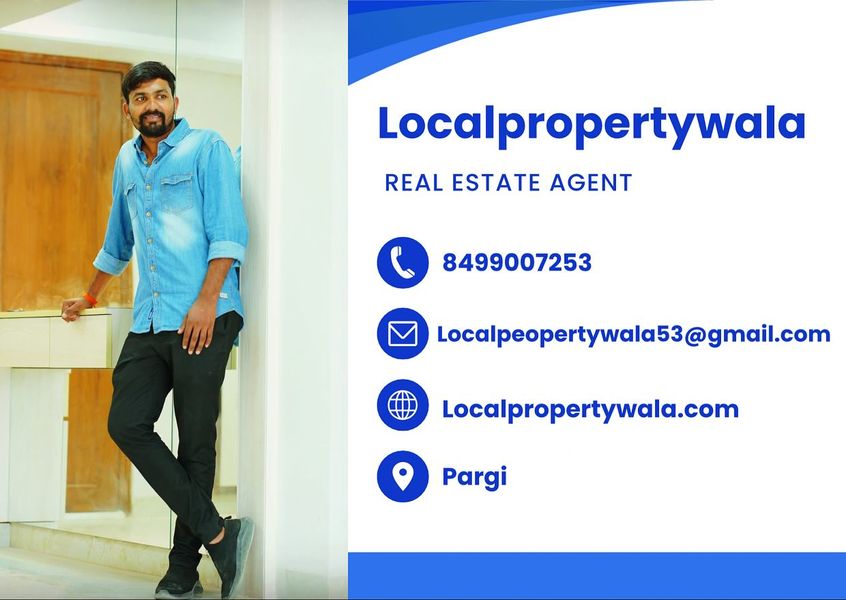 Localpropertywala
REAL ESTATE AGENT
8499007253
Localpeopertywala53@gmail.com
Localpropertywala.com
Pargi